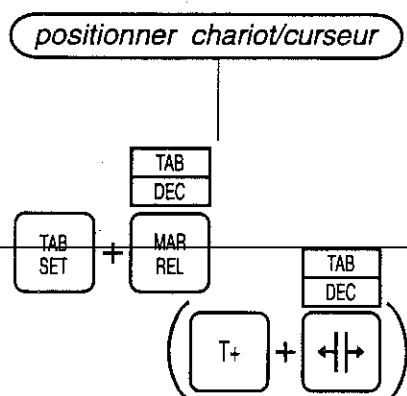 positionner chariot/curseur
TAB
DEC
TAB
SET
+
MAR
REL
TAB
DEC
(
T+
+
)